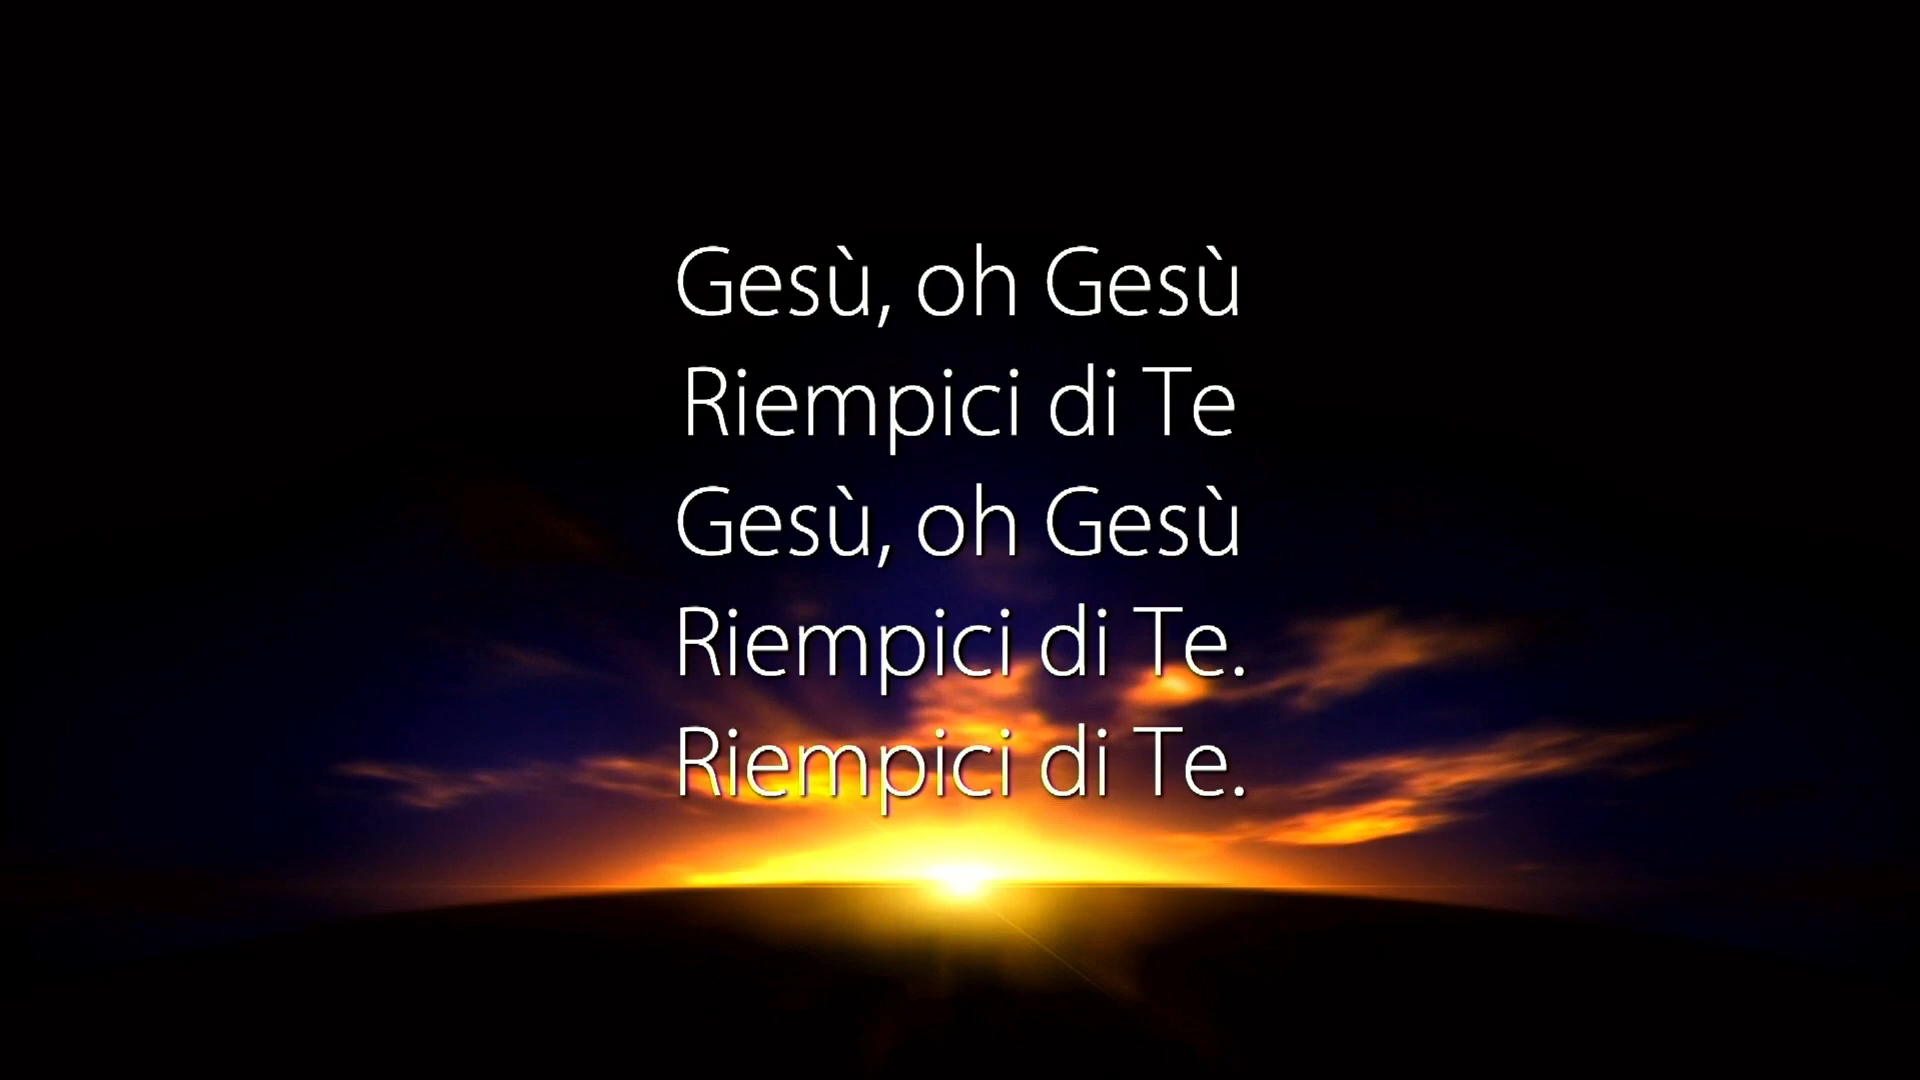 Gesù, oh Gesù
Riempici di Te
Gesù, oh Gesù
Riempici di Te.
Riempici di Te.